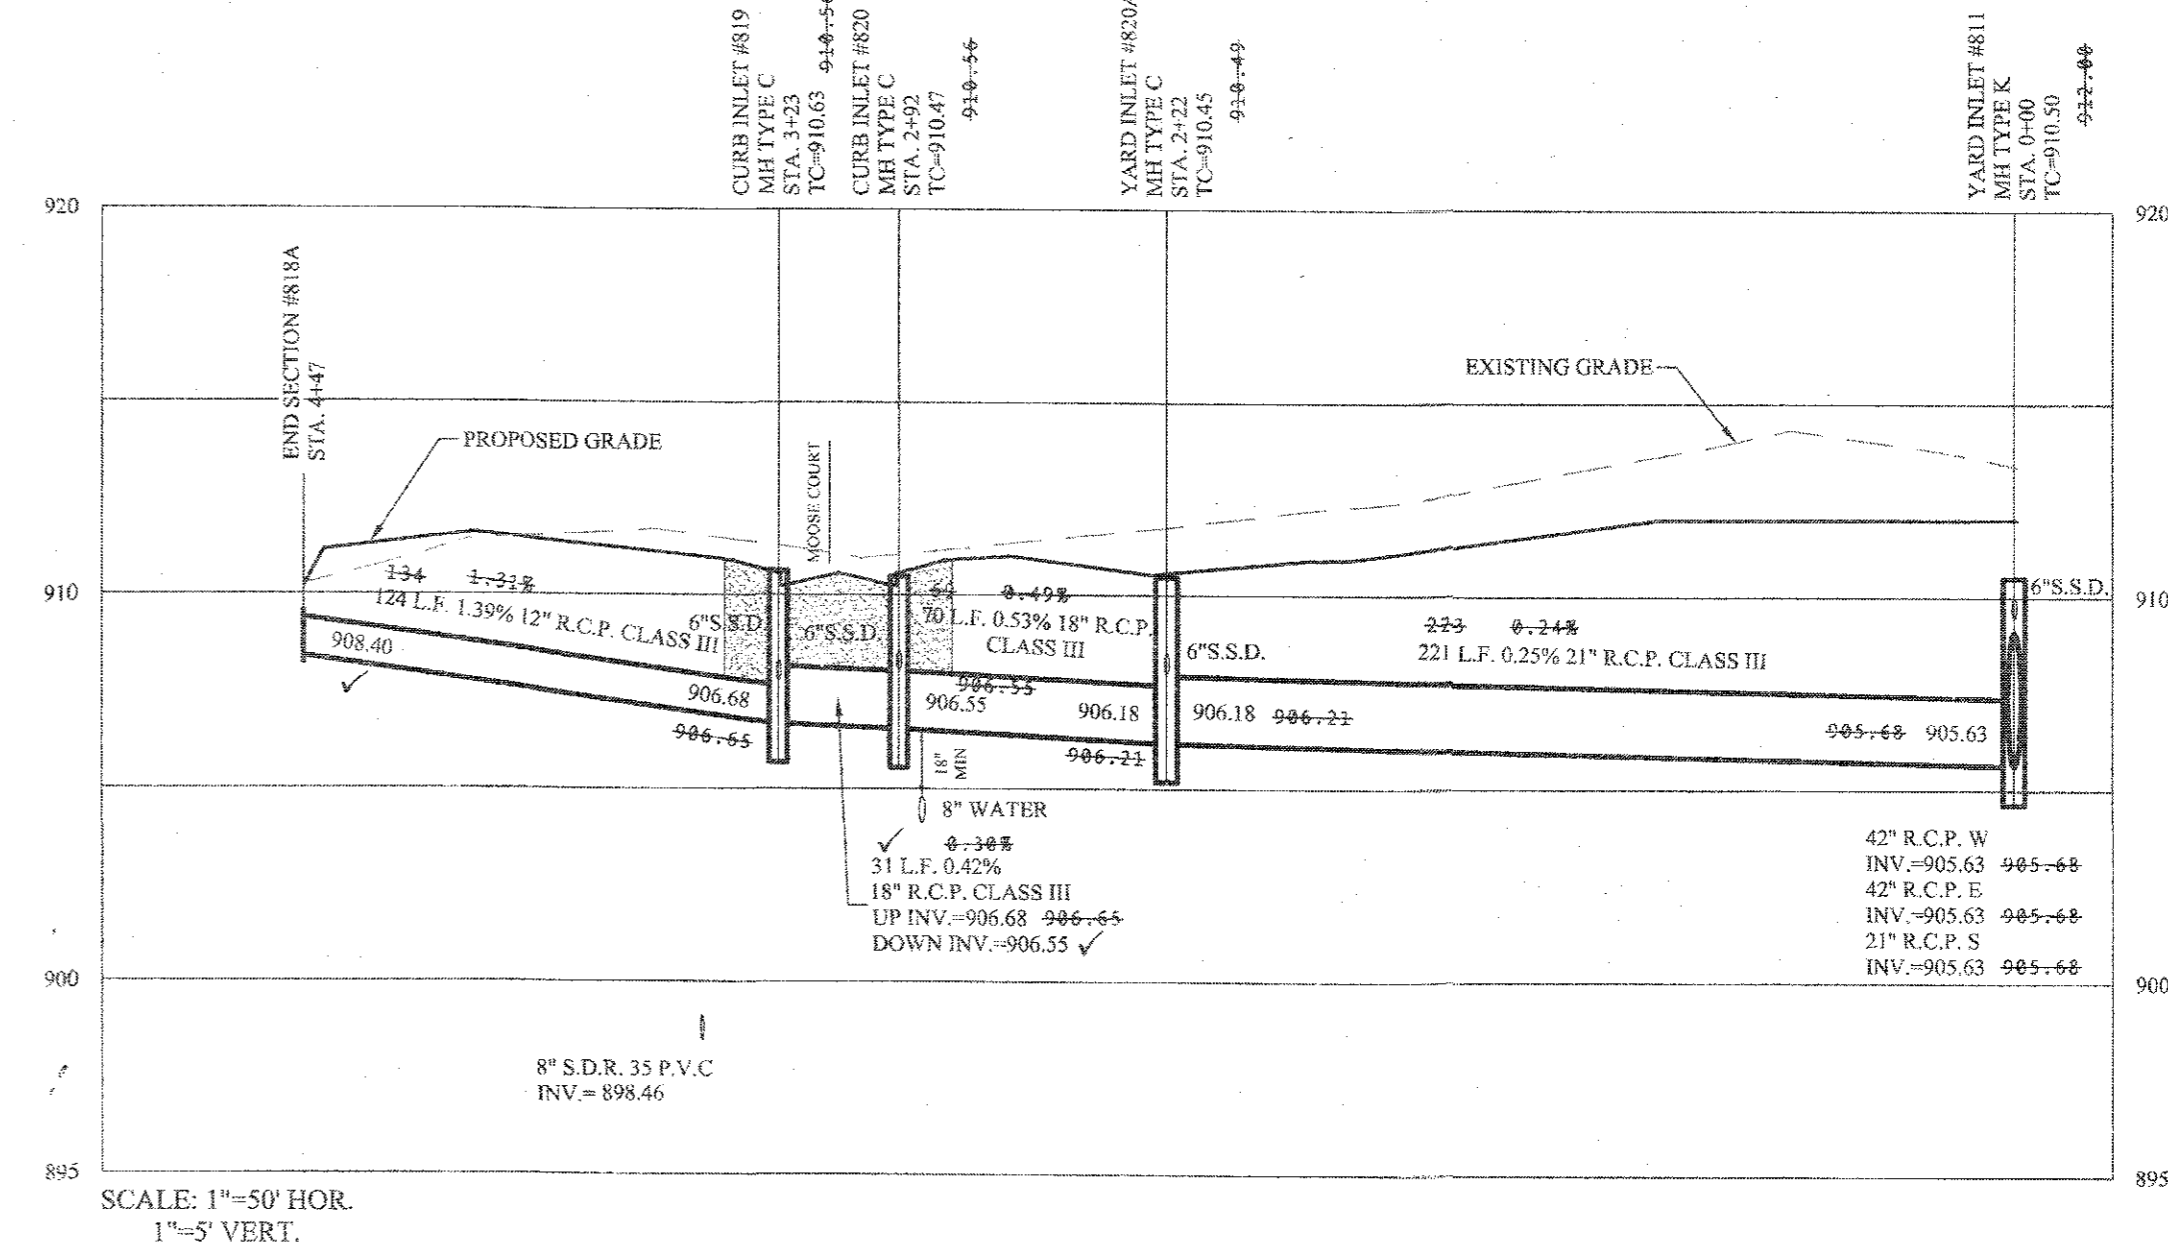 CURB INLET #819
MH TYPE C
STA. 3+23
TC=910.63
CURB INLET #820
MH TYPE C
STA. 2+92
TC=910.47
910.56
YARD INLET #820A
MH TYPE C
STA. 2+22
TC=910.45
910.49
YARD INLET #811
MH TYPE K
STA. 0+00
TC=910.50
912.00
920
920
END SECTION #818A
STA. 4+47
PROPOSED GRADE
MOOSE COURT
EXISTING GRADE
910
910
134 1.31%
124 L.F. 1.39% 12" R.C.P. CLASS III
908.40
6"S.S.D.
6"S.S.D.
0.49%
70 L.F. 0.53% 18" R.C.P.
CLASS III
6"S.S.D.
223 0.24%
221 L.F. 0.25% 21" R.C.P. CLASS III
6"S.S.D.
906.68
906.65
906.55
906.55
906.18
906.21
906.18 906.21
905.68 905.63
18"
MIN
8" WATER
0.30%
31 L.F. 0.42%
18" R.C.P. CLASS III
UP INV.=906.68 906.65
DOWN INV.=906.55
42" R.C.P. W
INV.=905.63 905.68
42" R.C.P. E
INV.=905.63 905.68
21" R.C.P. S
INV.=905.63 905.68
900
900
8" S.D.R. 35 P.V.C
INV.= 898.46
895
895
SCALE: 1"=50' HOR.
1"=5' VERT.